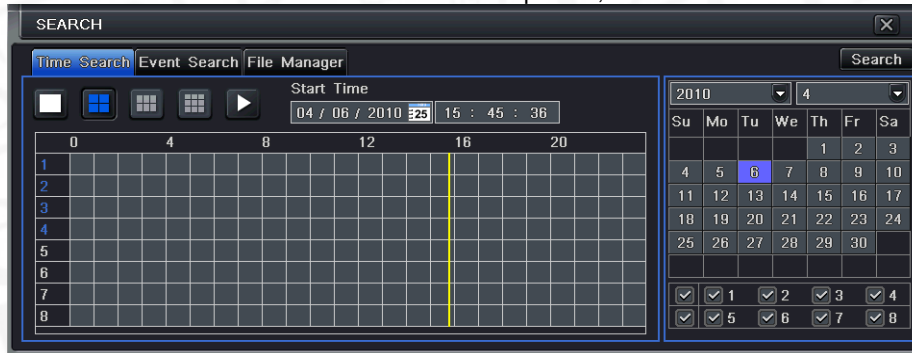 SEARCH
Time Search Event Search File Manager Search
Start Time
04 / 06 / 2010 25 15 : 45 : 36
0 4 8 12 16 20
1
2
3
4
5
6
7
8
2010 4
Su Mo Tu We Th Fr Sa
1 2 3
4 5 6 7 8 9 10
11 12 13 14 15 16 17
18 19 20 21 22 23 24
25 26 27 28 29 30
1 2 3 4
5 6 7 8